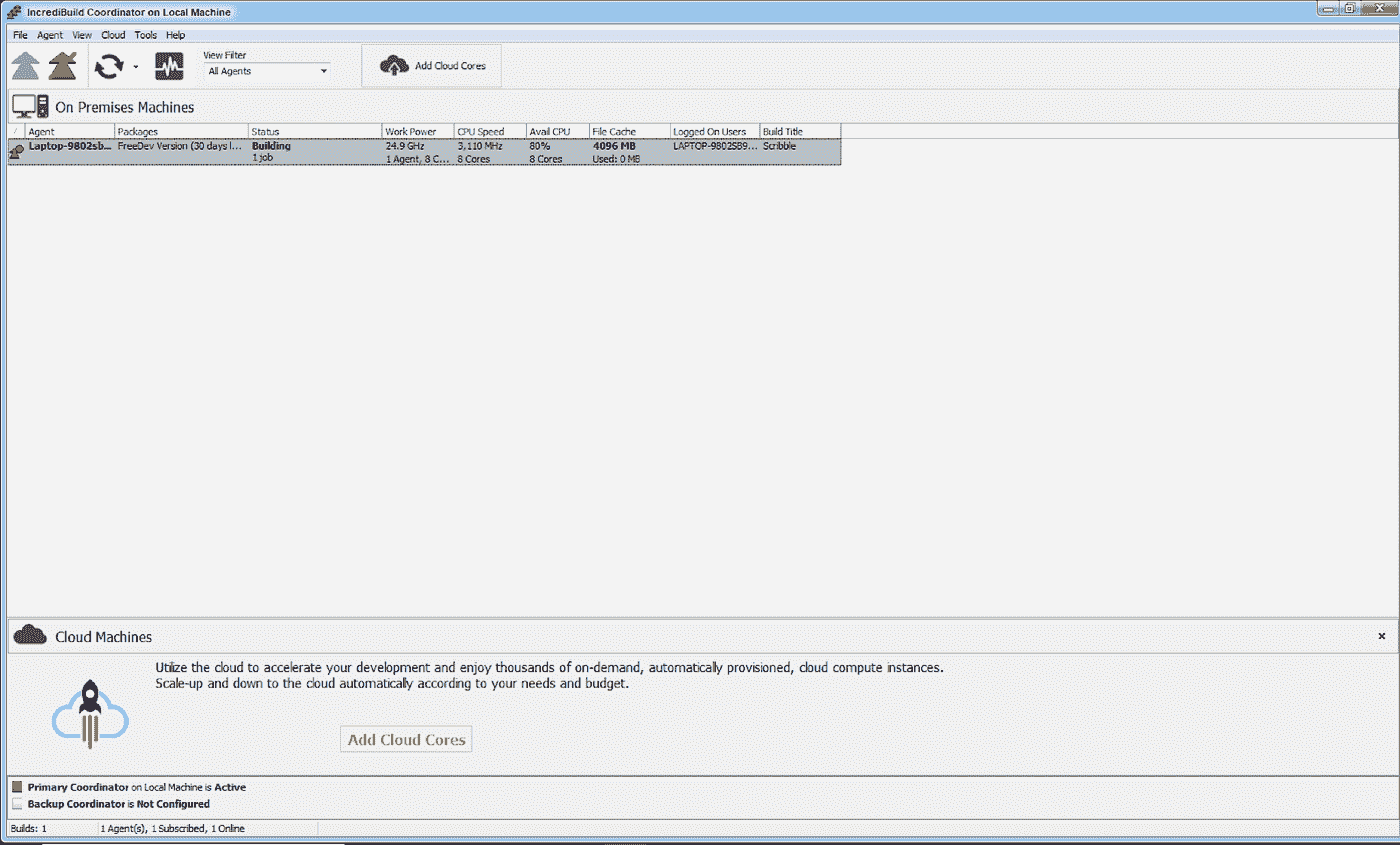 IncrediBuild Coordinator on Local Machine
File Agent View Cloud Tools Help
View Filter
All Agents
Add Cloud Cores
On Premises Machines
/ Agent Packages Status Work Power CPU Speed Avail CPU File Cache Logged On Users Build Title
Laptop-9802sb... FreeDev Version (30 days l... Building 24.9 GHz 3,110 MHz 80% 4096 MB LAPTOP-9802SB9... Scribble
1 job 1 Agent, 8 C... 8 Cores 8 Cores Used: 0 MB
Cloud Machines
Utilize the cloud to accelerate your development and enjoy thousands of on-demand, automatically provisioned, cloud compute instances.
Scale-up and down to the cloud automatically according to your needs and budget.
Add Cloud Cores
Primary Coordinator on Local Machine is Active
Backup Coordinator is Not Configured
Builds: 1 1 Agent(s), 1 Subscribed, 1 Online